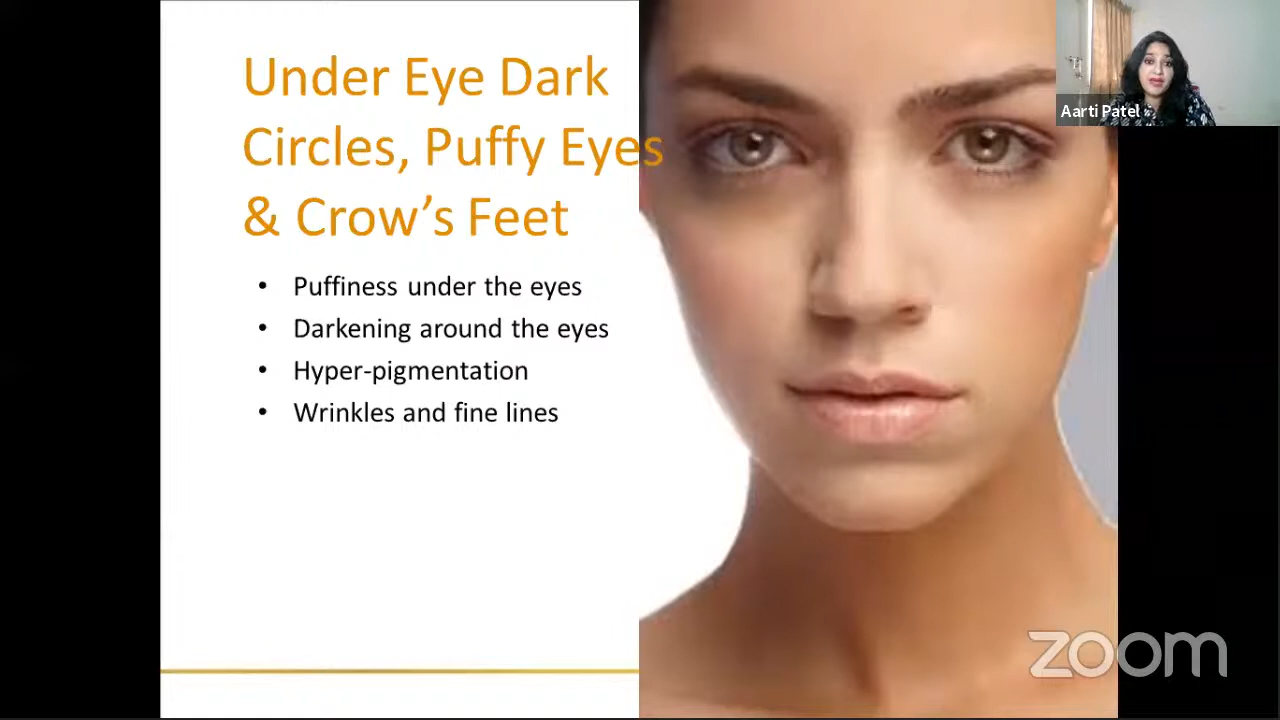 Under Eye Dark
Circles, Puffy Eyes
& Crow’s Feet
• Puffiness under the eyes
• Darkening around the eyes
• Hyper-pigmentation
• Wrinkles and fine lines
Aarti Patel
zoom